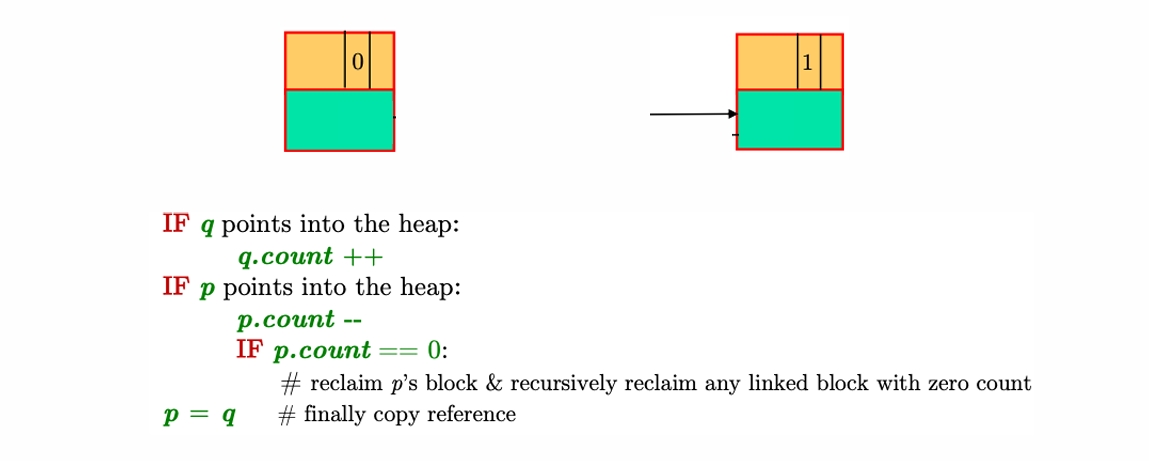 0
1
IF q points into the heap:
q.count ++
IF p points into the heap:
p.count --
IF p.count == 0:
# reclaim p's block & recursively reclaim any linked block with zero count
p = q # finally copy reference